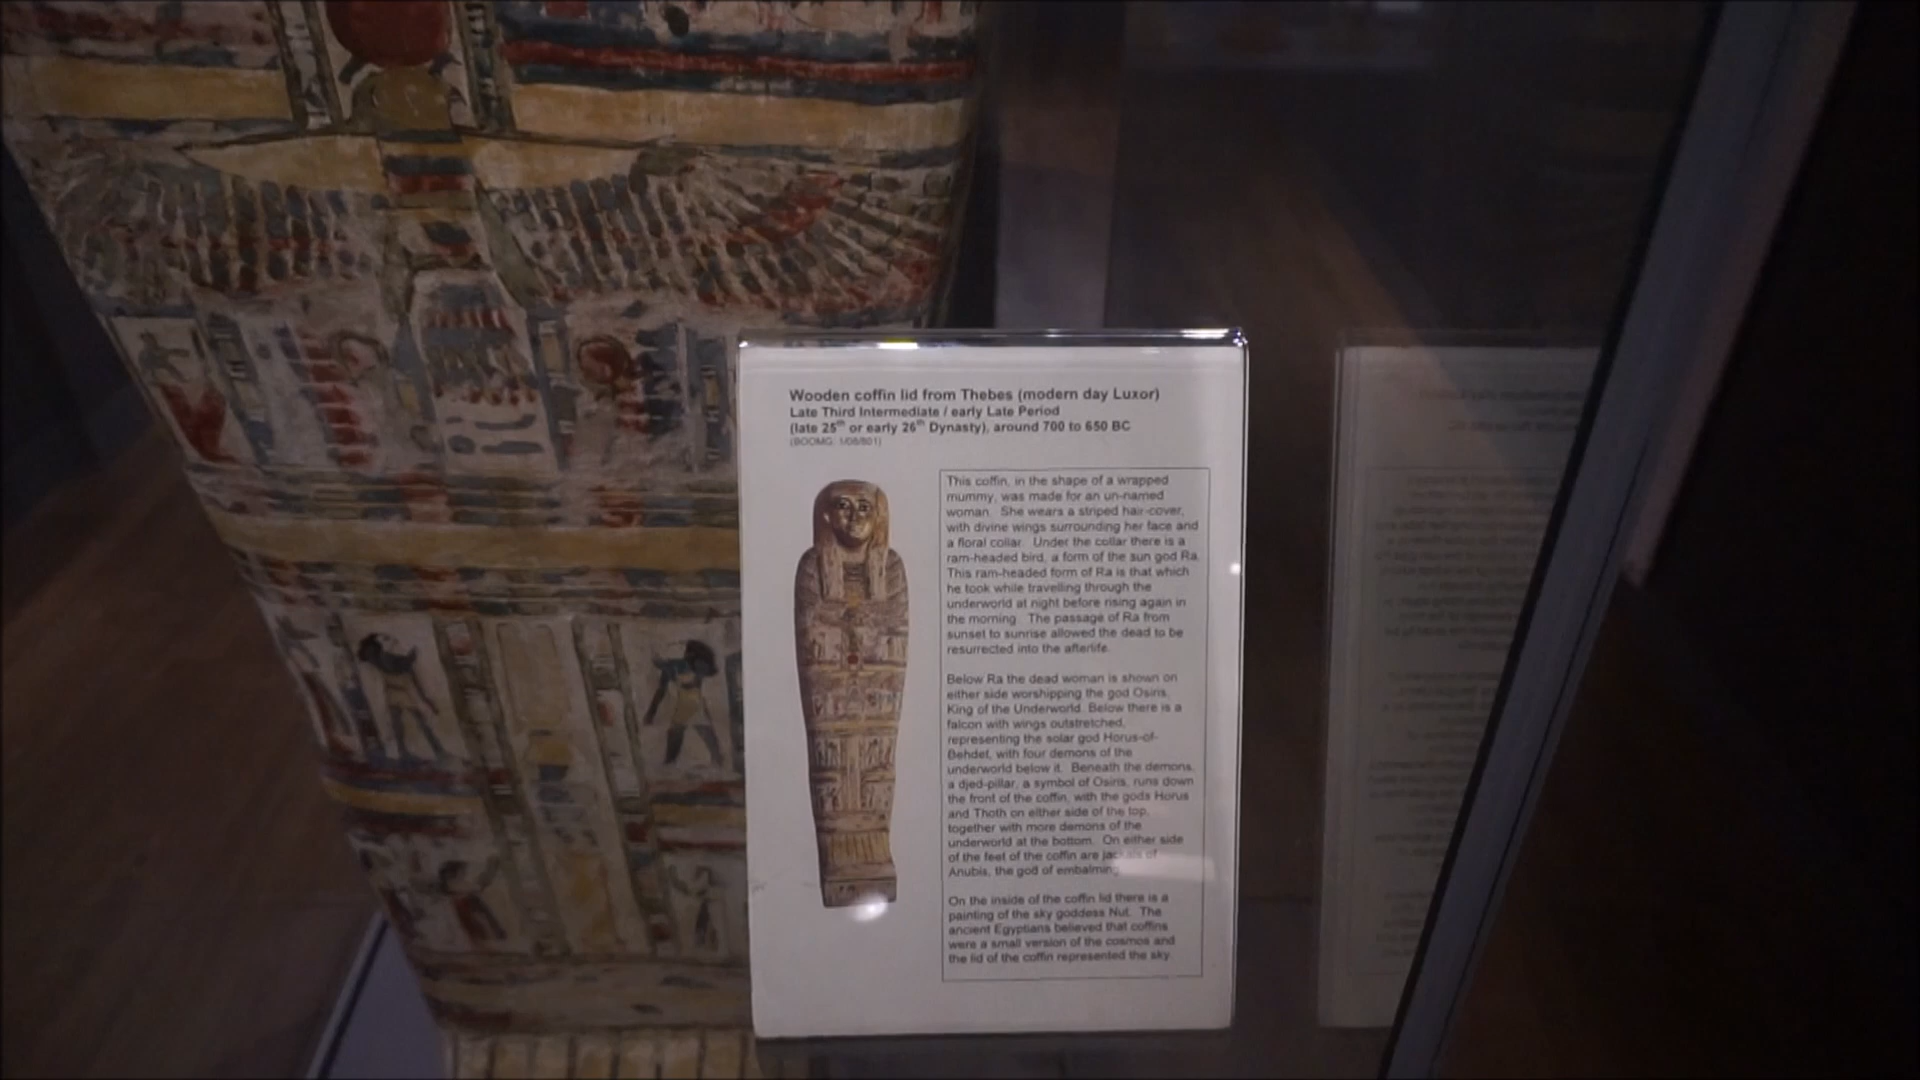 Wooden coffin lid from Thebes (modern day Luxor)
Late Third Intermediate / early Late Period
(late 25th or early 26th Dynasty), around 700 to 650 BC
This coffin, in the shape of a wrapped
mummy, was made for an un-named
woman. She wears a striped hair-cover,
with divine wings surrounding her face and
a floral collar. Under the collar there is a
ram-headed bird, a form of the sun god Ra.
This ram-headed form of Ra is that which
he took while travelling through the
underworld at night before rising again in
the morning. The passage of Ra from
sunset to sunrise allowed the dead to be
resurrected into the afterlife.
Below Ra the dead woman is shown on
either side worshipping the god Osiris,
King of the Underworld. Below there is a
falcon with wings outstretched,
representing the solar god Horus-of-
Behdet, with four demons of the
underworld below it. Beneath the demons,
a djed-pillar, a symbol of Osiris, runs down
the front of the coffin, with the gods Horus
and Thoth on either side of the top,
together with more demons of the
underworld at the bottom. On either side
of the feet of the coffin are jackals of
Anubis, the god of embalming.
On the inside of the coffin lid there is a
painting of the sky goddess Nut. The
ancient Egyptians believed that coffins
were a small version of the cosmos and
the lid of the coffin represented the sky.